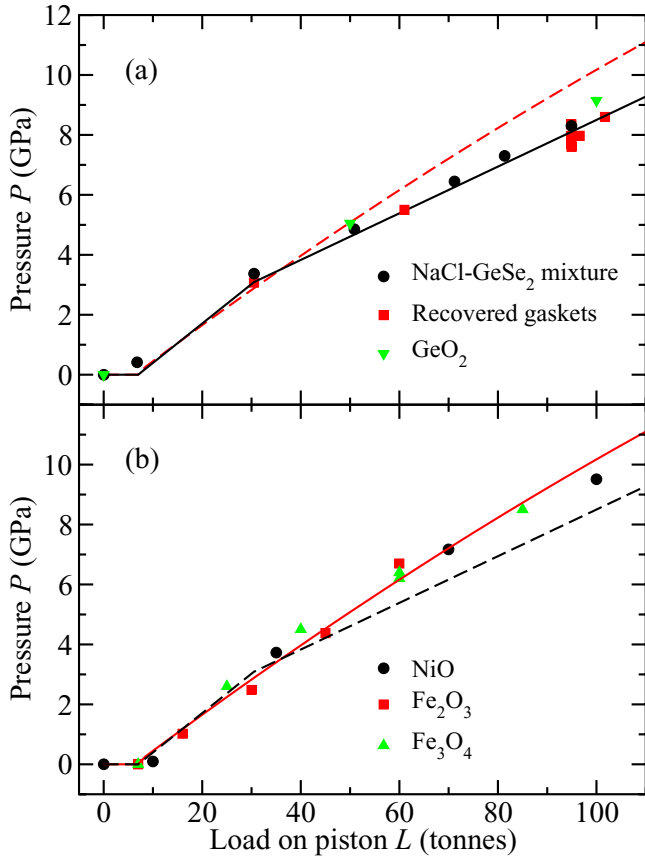 12
10
8
6
4
2
0
Pressure P (GPa)
(a)
NaCl-GeSe₂ mixture
Recovered gaskets
GeO₂
10
8
6
4
2
0
Pressure P (GPa)
(b)
NiO
Fe₂O₃
Fe₃O₄
0 20 40 60 80 100
Load on piston L (tonnes)